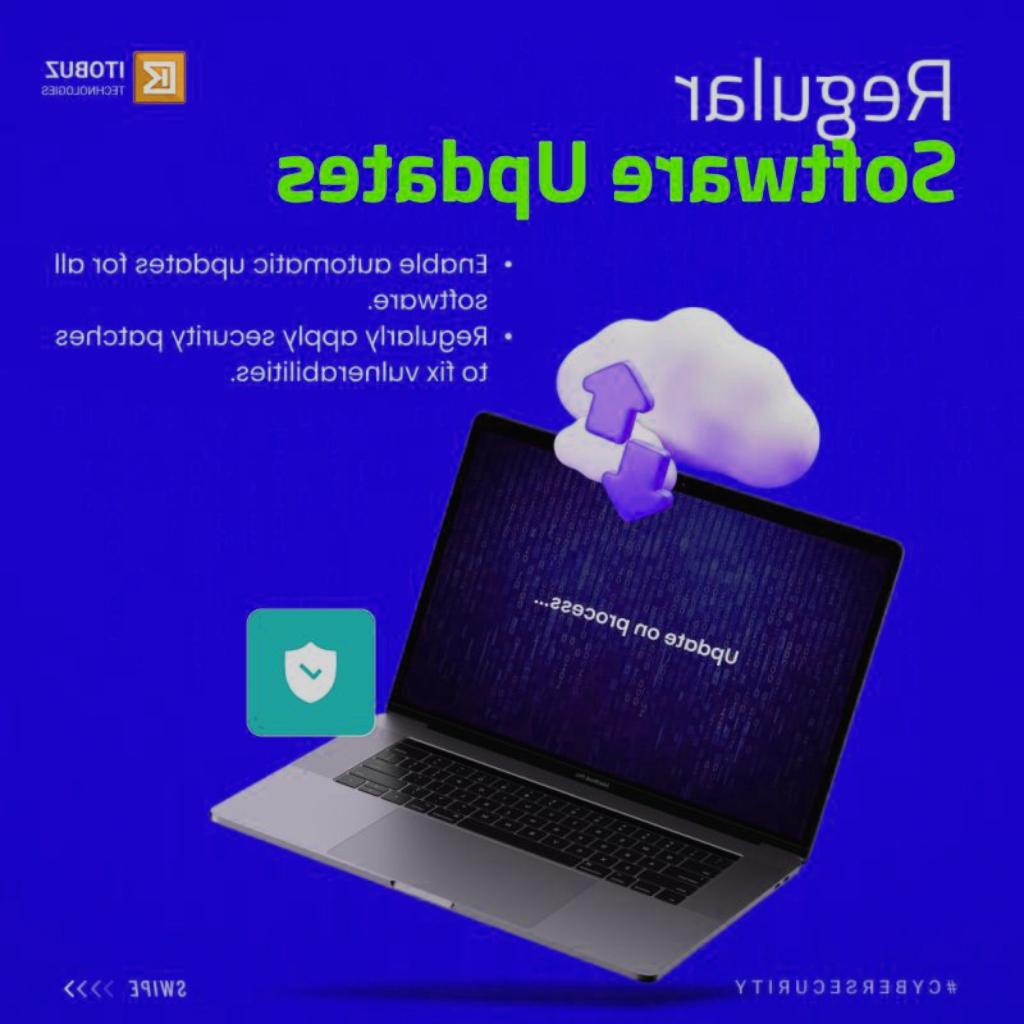 Regular
Software Updates
ITOBUZ
TECHNOLOGIES
• Enable automatic updates for all
software.
• Regularly apply security patches
to fix vulnerabilities.
Update on process...
#CYBERSECURITY
SWIPE >>>>